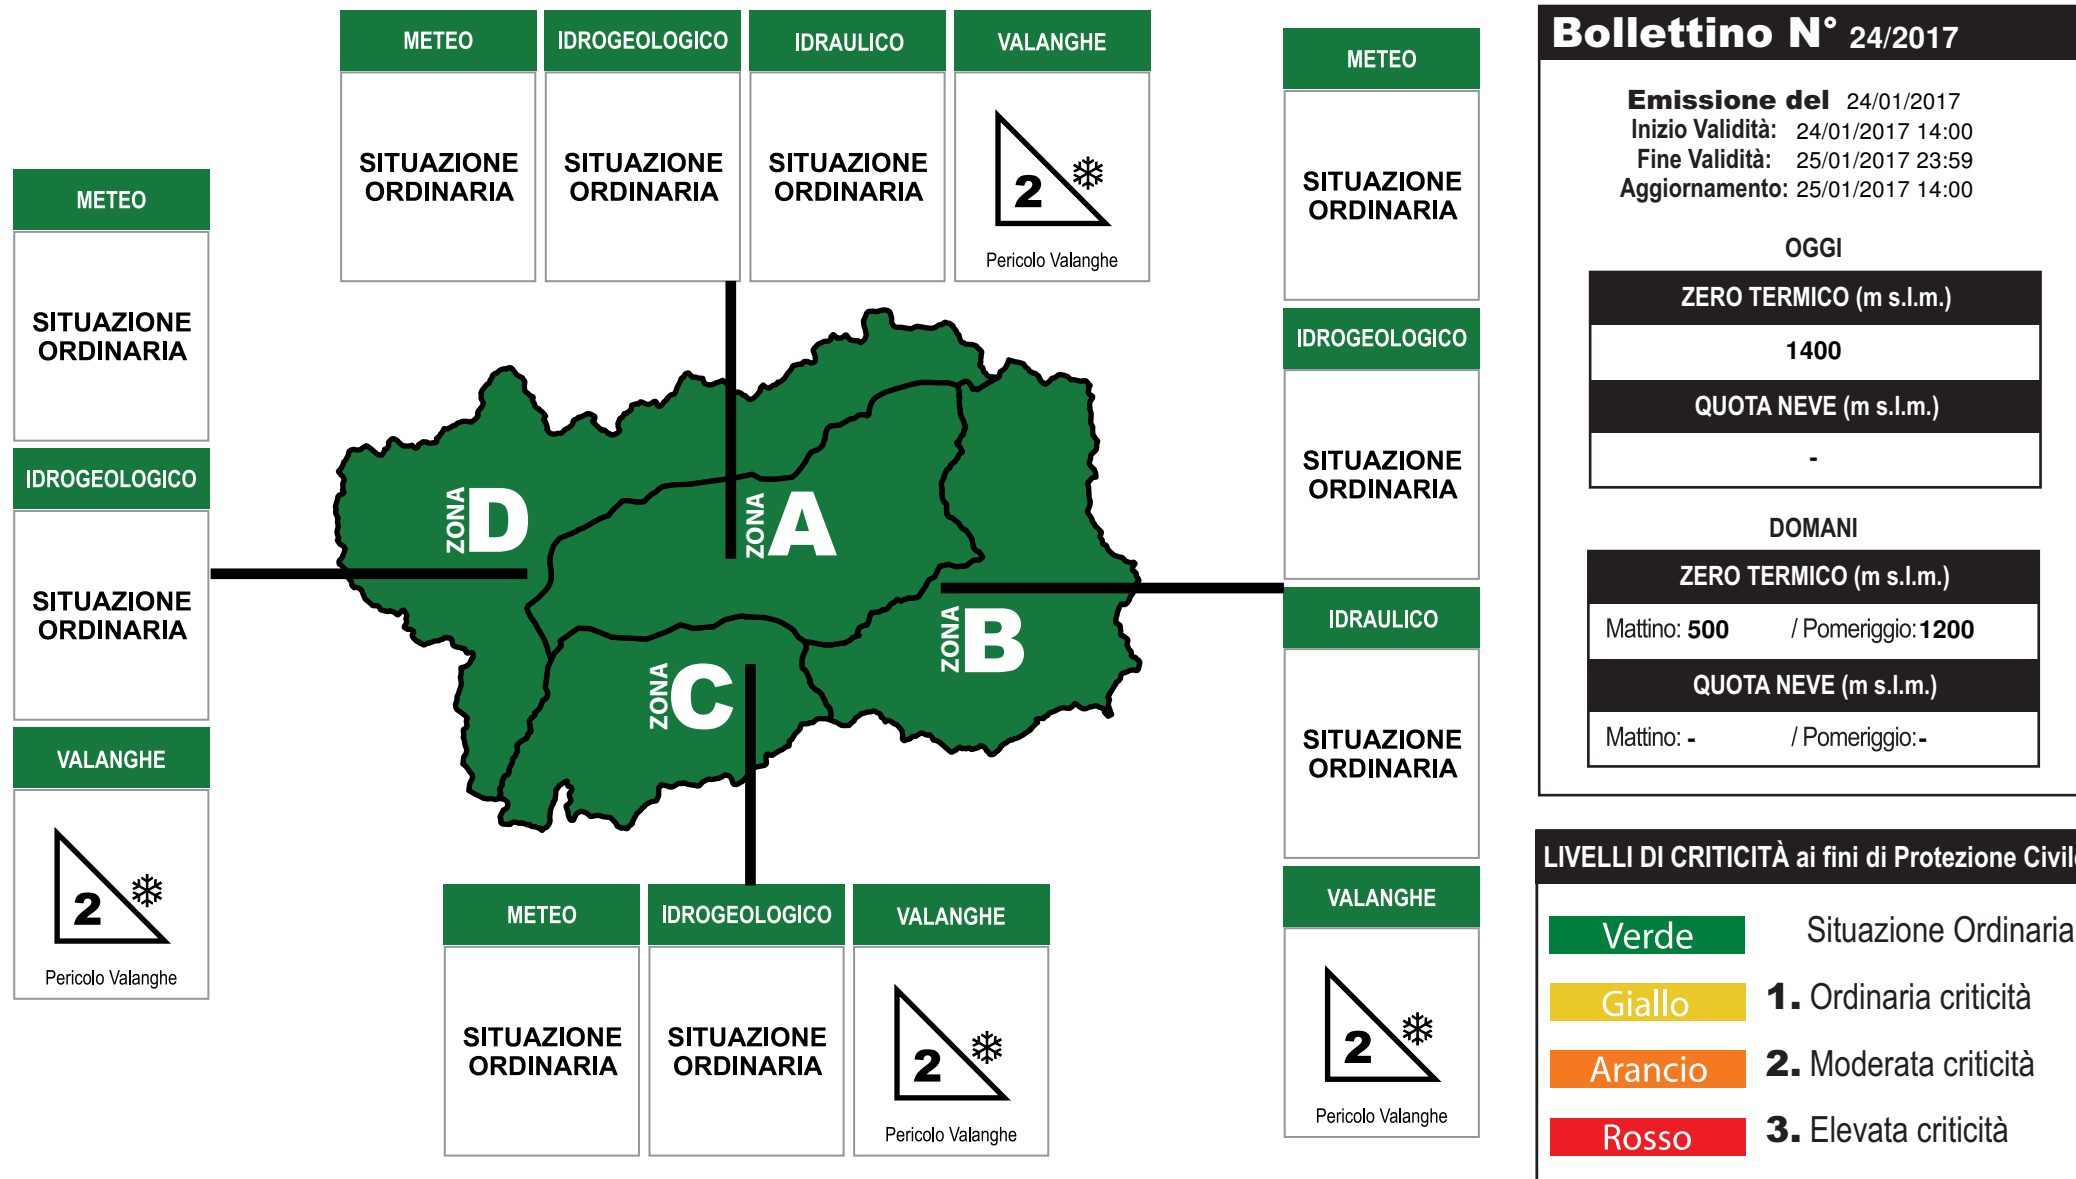 METEO
IDROGEOLOGICO
IDRAULICO
VALANGHE
SITUAZIONE
ORDINARIA
SITUAZIONE
ORDINARIA
SITUAZIONE
ORDINARIA
2
Pericolo Valanghe
METEO
SITUAZIONE
ORDINARIA
IDROGEOLOGICO
SITUAZIONE
ORDINARIA
VALANGHE
2
Pericolo Valanghe
ZONA D
ZONA A
ZONA B
ZONA C
METEO
IDROGEOLOGICO
VALANGHE
SITUAZIONE
ORDINARIA
SITUAZIONE
ORDINARIA
2
Pericolo Valanghe
METEO
SITUAZIONE
ORDINARIA
IDROGEOLOGICO
SITUAZIONE
ORDINARIA
IDRAULICO
SITUAZIONE
ORDINARIA
VALANGHE
2
Pericolo Valanghe
Bollettino N° 24/2017
Emissione del 24/01/2017
Inizio Validità: 24/01/2017 14:00
Fine Validità: 25/01/2017 23:59
Aggiornamento: 25/01/2017 14:00
OGGI
ZERO TERMICO (m s.l.m.)
1400
QUOTA NEVE (m s.l.m.)
-
DOMANI
ZERO TERMICO (m s.l.m.)
Mattino: 500 / Pomeriggio: 1200
QUOTA NEVE (m s.l.m.)
Mattino: - / Pomeriggio: -
LIVELLI DI CRITICITÀ ai fini di Protezione Civile
Verde Situazione Ordinaria
Giallo 1. Ordinaria criticità
Arancio 2. Moderata criticità
Rosso 3. Elevata criticità